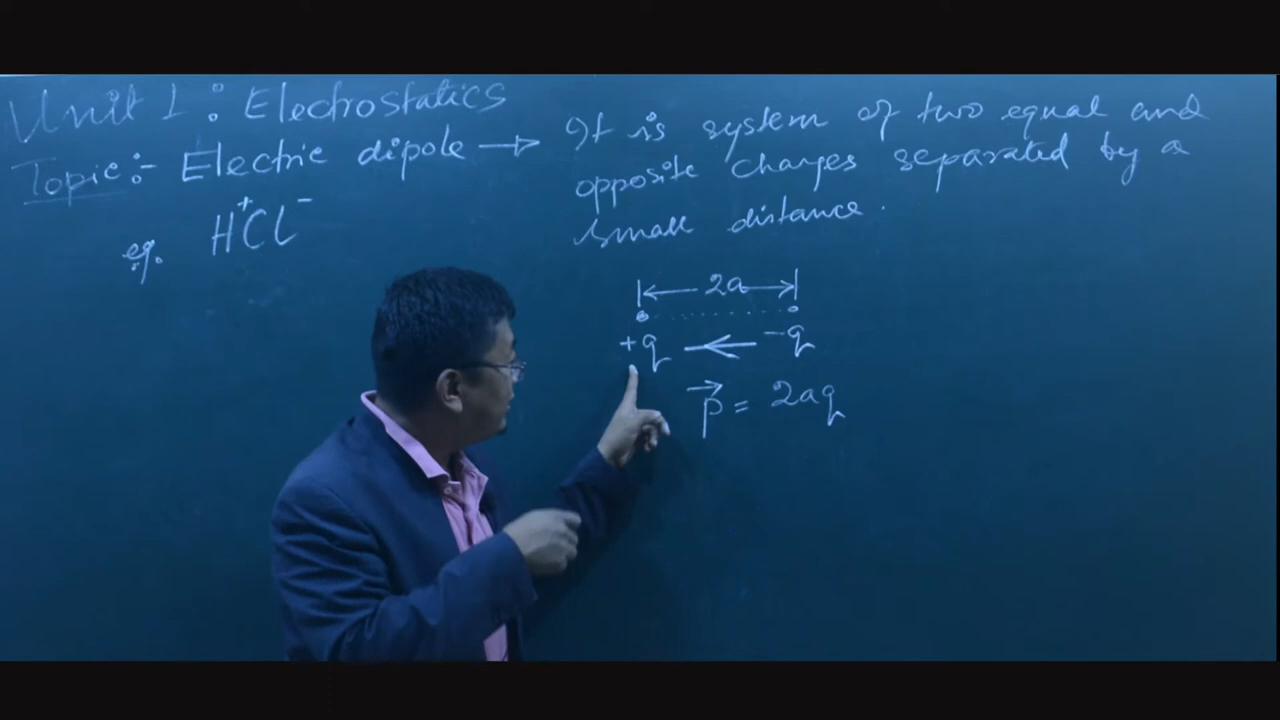 Unit 1 : Electrostatics
Topic :- Electric dipole → It is system of two equal and
opposite charges separated by a
small distance.
eg. H⁺Cl⁻
2a
+q -q
p⃗ = 2aq